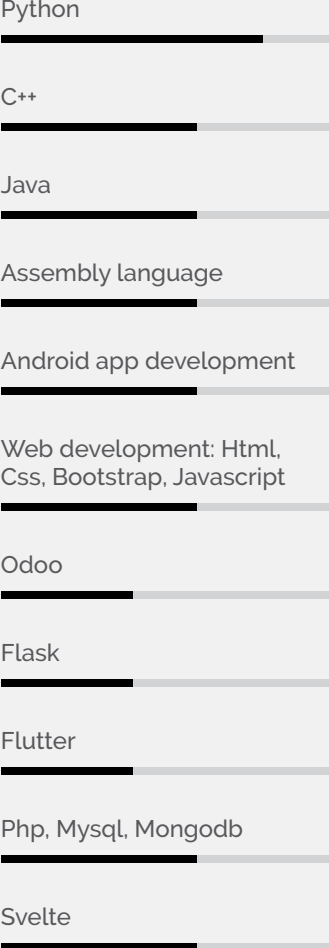 Python
C++
Java
Assembly language
Android app development
Web development: Html,
Css, Bootstrap, Javascript
Odoo
Flask
Flutter
Php, Mysql, Mongodb
Svelte